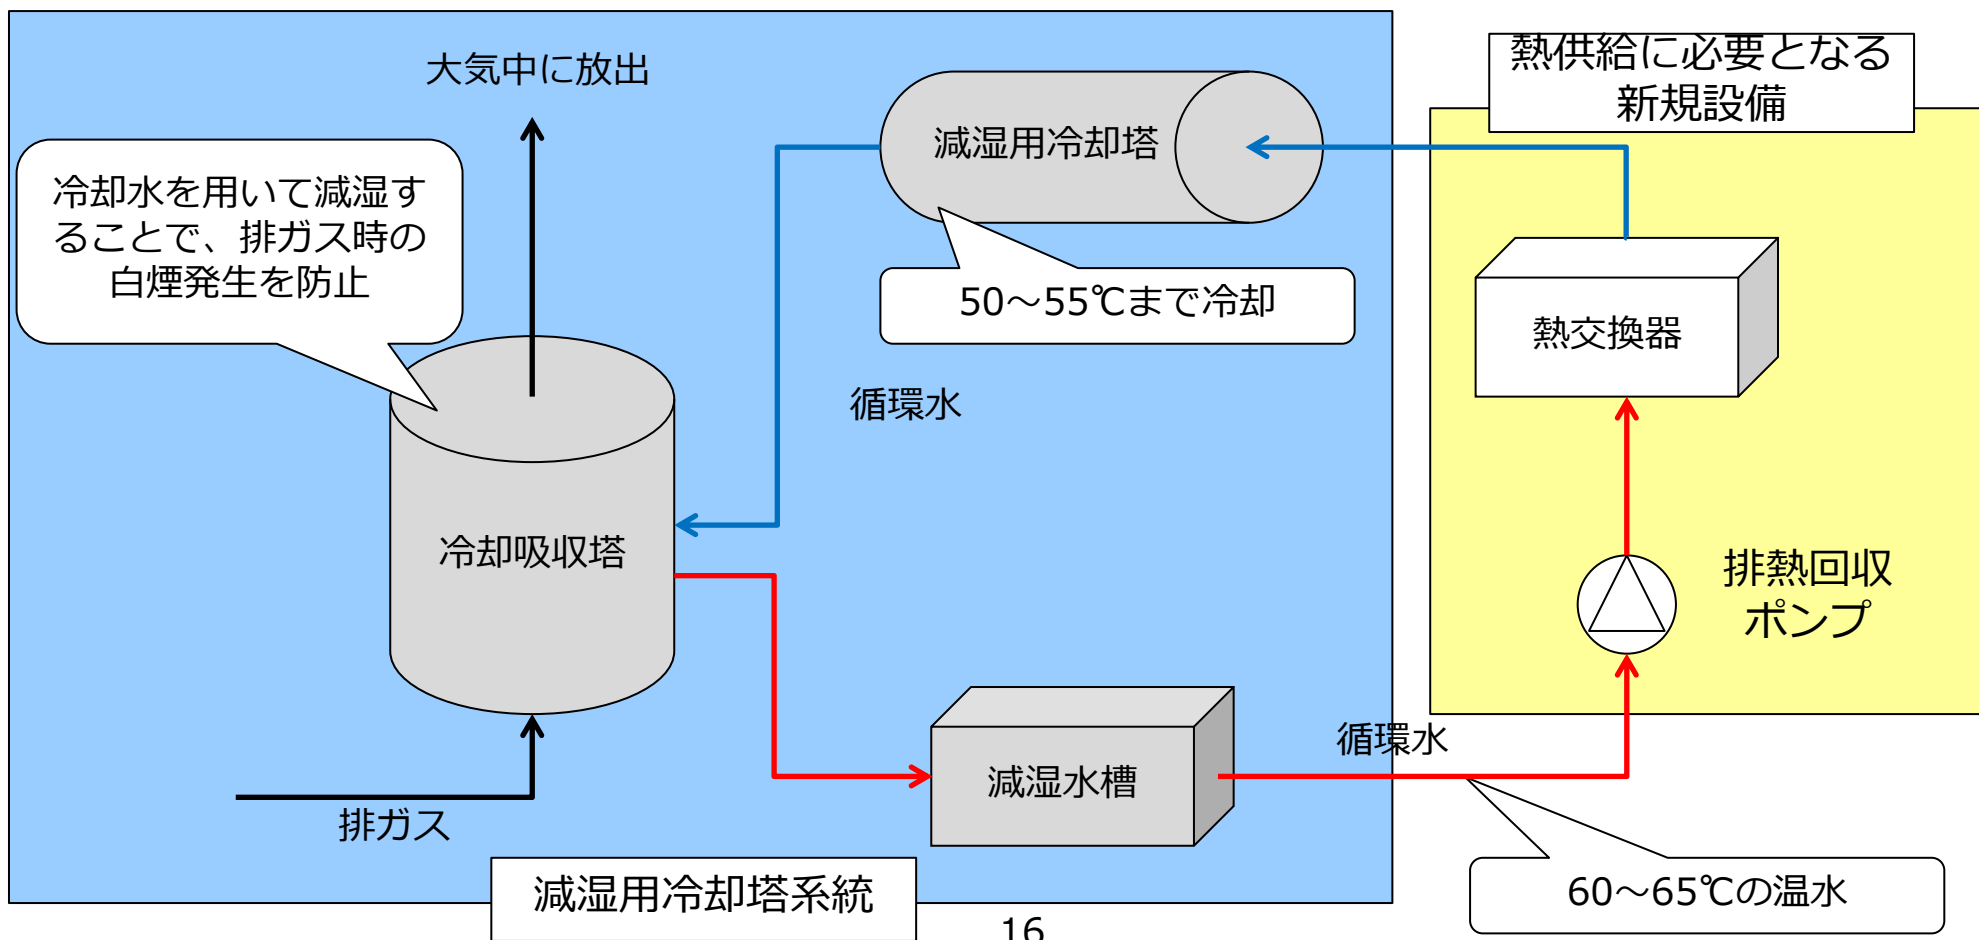 熱供給に必要となる
新規設備
大気中に放出
減湿用冷却塔
冷却水を用いて減湿す
ることで、排ガス時の
白煙発生を防止
50～55℃まで冷却
熱交換器
循環水
冷却吸収塔
排熱回収
ポンプ
循環水
減湿水槽
排ガス
減湿用冷却塔系統
60～65℃の温水
16